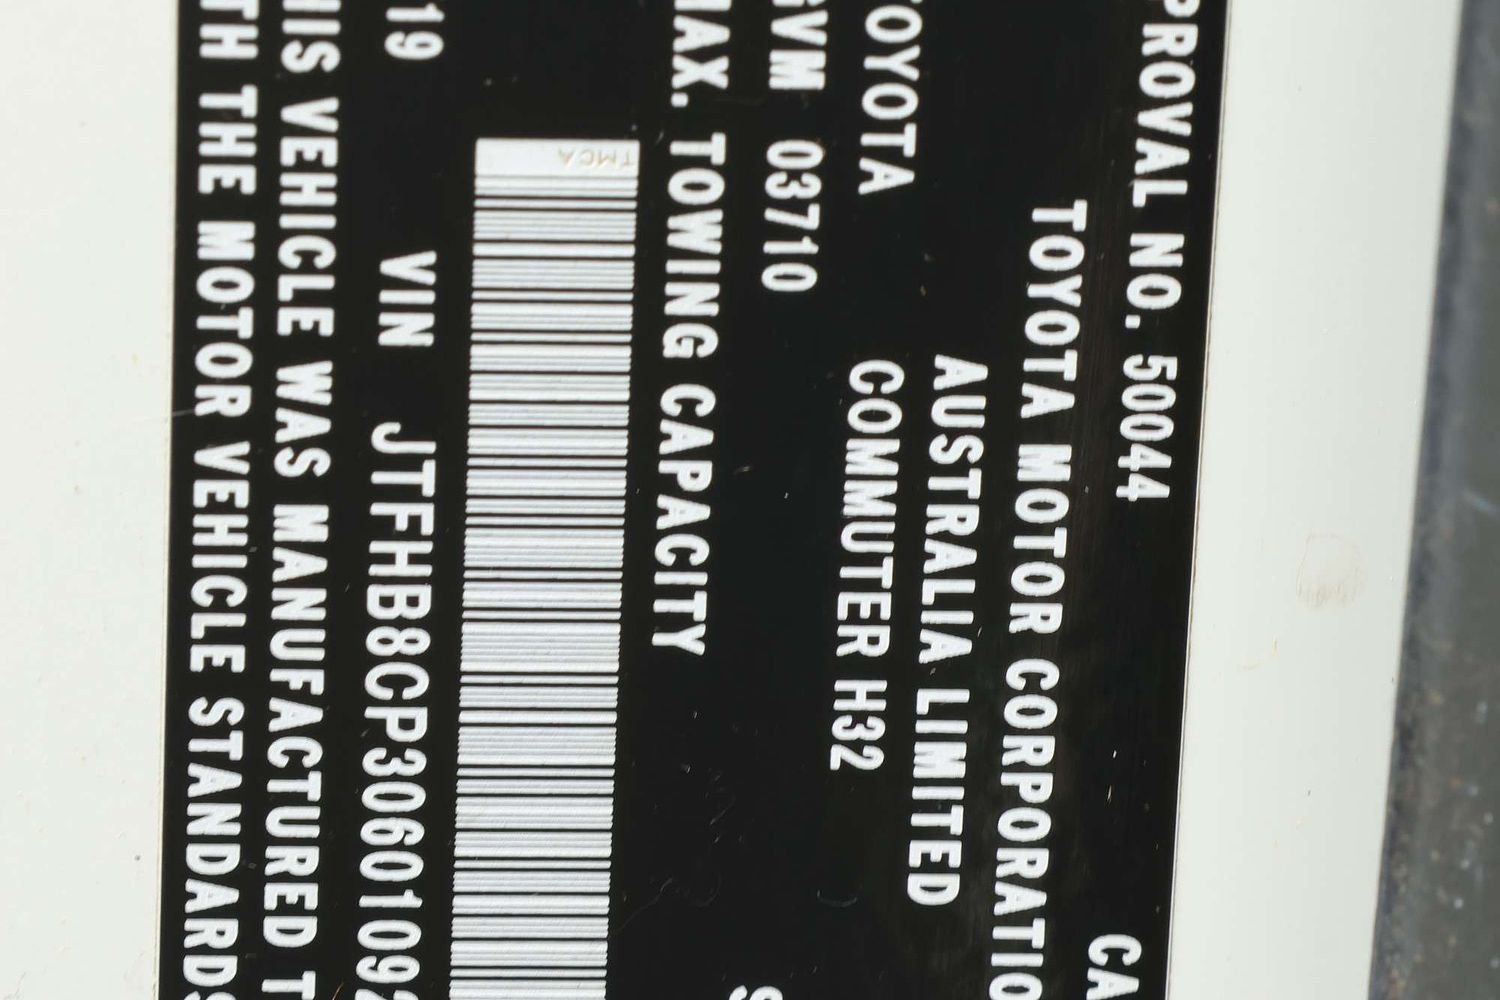 PROVAL NO. 50044 CA
TOYOTA MOTOR CORPORATIO
AUSTRALIA LIMITED
TOYOTA COMMUTER H32
GVM 03710 S
MAX. TOWING CAPACITY
TMCA
19 VIN JTFHB8CP30601092
HIS VEHICLE WAS MANUFACTURED T
TH THE MOTOR VEHICLE STANDARDS